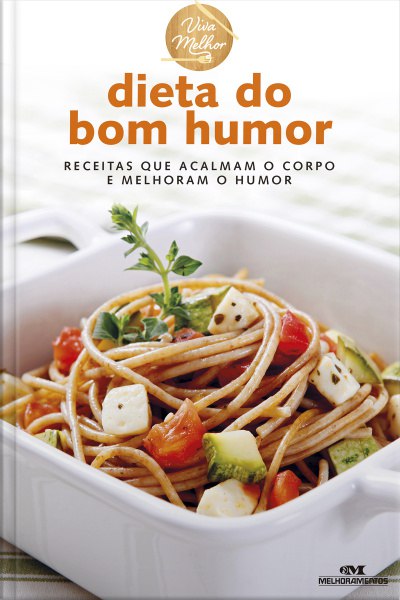 Viva
Melhor
dieta do
bom humor
RECEITAS QUE ACALMAM O CORPO
E MELHORAM O HUMOR
MELHORAMENTOS